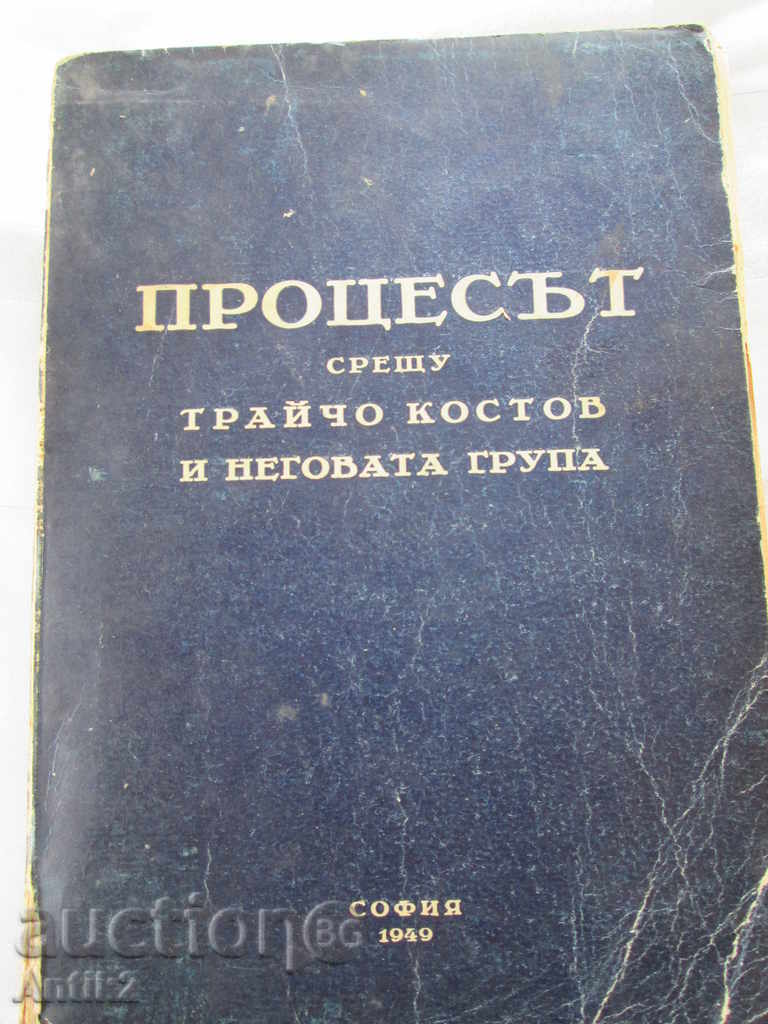 ПРОЦЕСЪТ
СРЕЩУ
ТРАЙЧО КОСТОВ
И НЕГОВАТА ГРУПА
СОФИЯ
1949
auction BG
Antik2